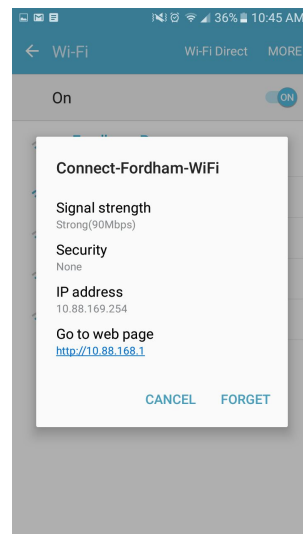 36% 10:45 AM
Wi-Fi Wi-Fi Direct MORE
On ON
Connect-Fordham-WiFi
Signal strength
Strong(90Mbps)
Security
None
IP address
10.88.169.254
Go to web page
http://10.88.168.1
CANCEL FORGET